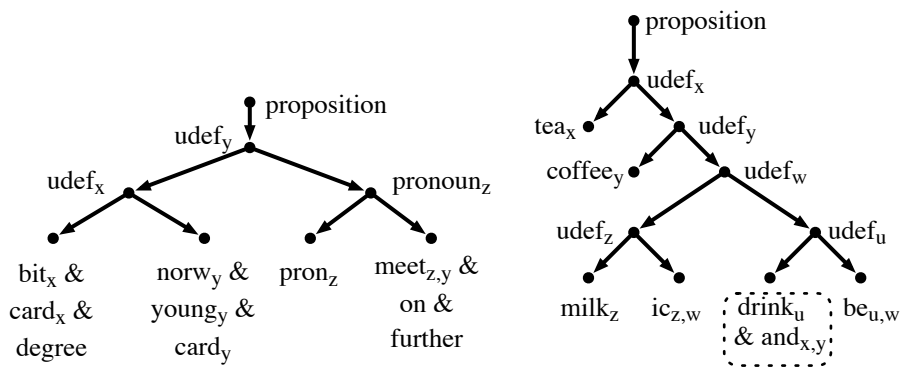 proposition
udef_y
udef_x
pronoun_z
bit_x &
card_x &
degree
norw_y &
young_y &
card_y
pron_z
meet_z,y &
on &
further
proposition
udef_x
tea_x
udef_y
coffee_y
udef_w
udef_z
udef_u
milk_z
ic_z,w
drink_u
& and_x,y
be_u,w